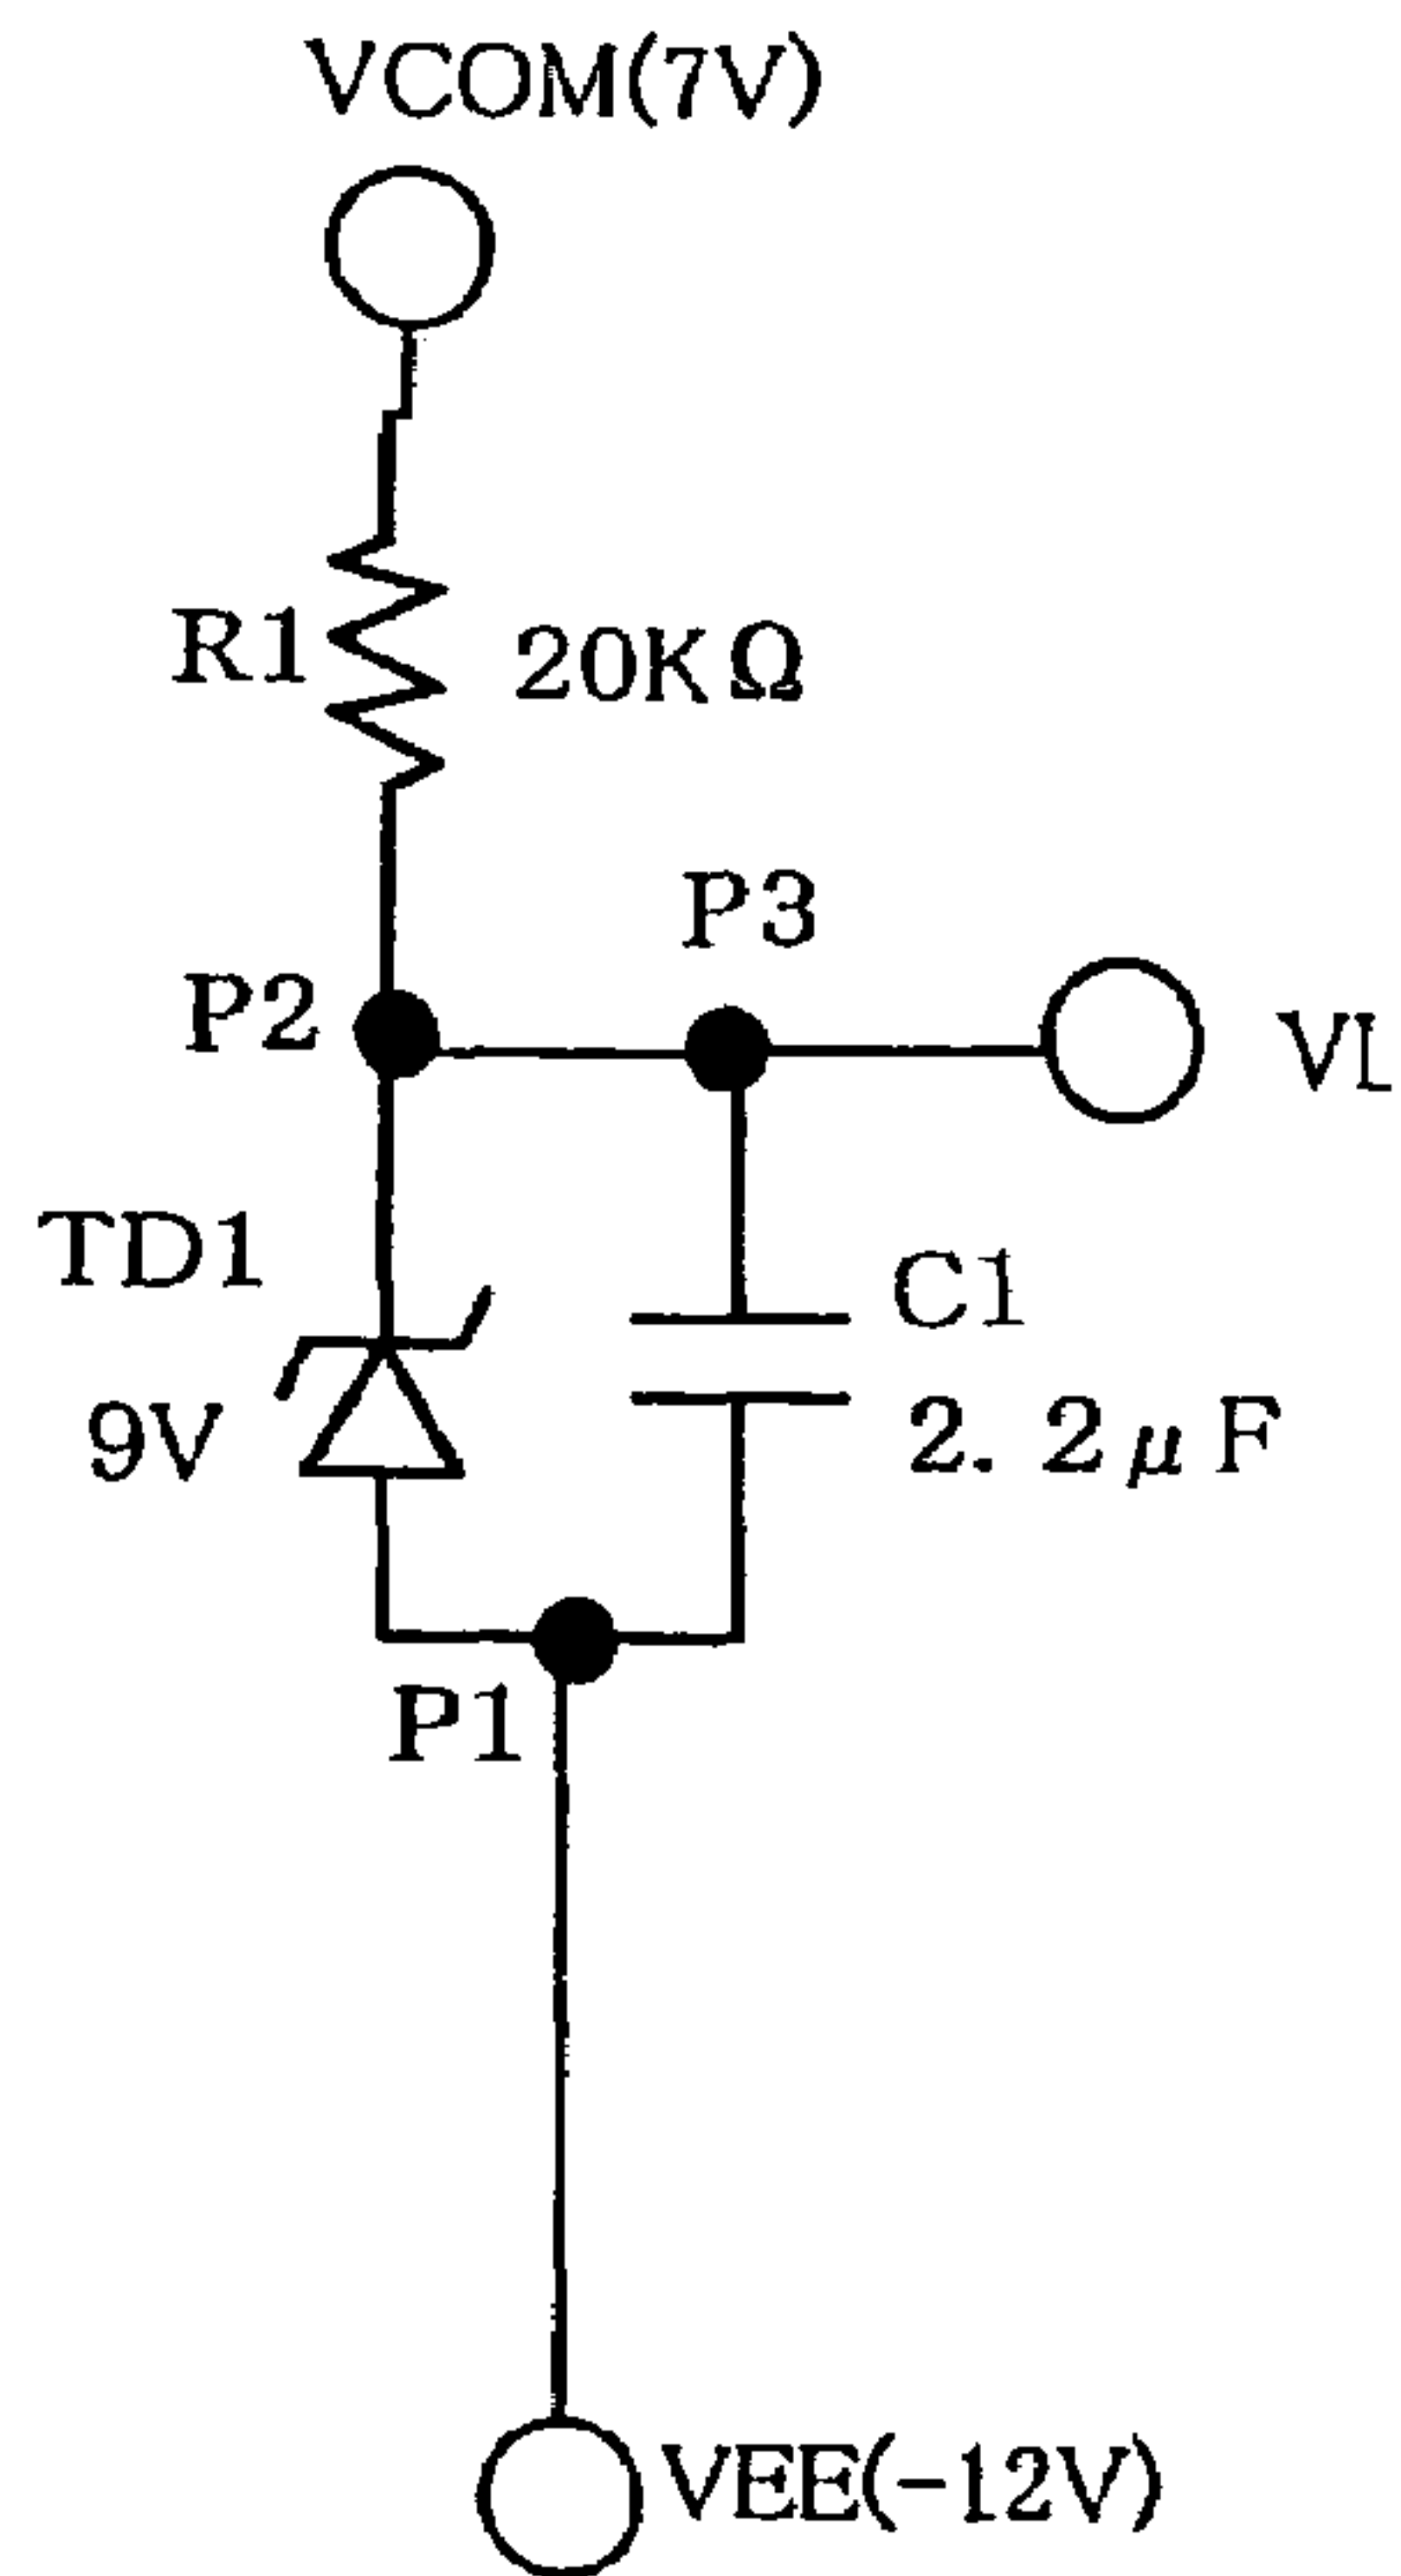 VCOM(7V)
R1
20KΩ
P3
P2
VL
TD1
C1
9V
2.2μF
P1
VEE(-12V)